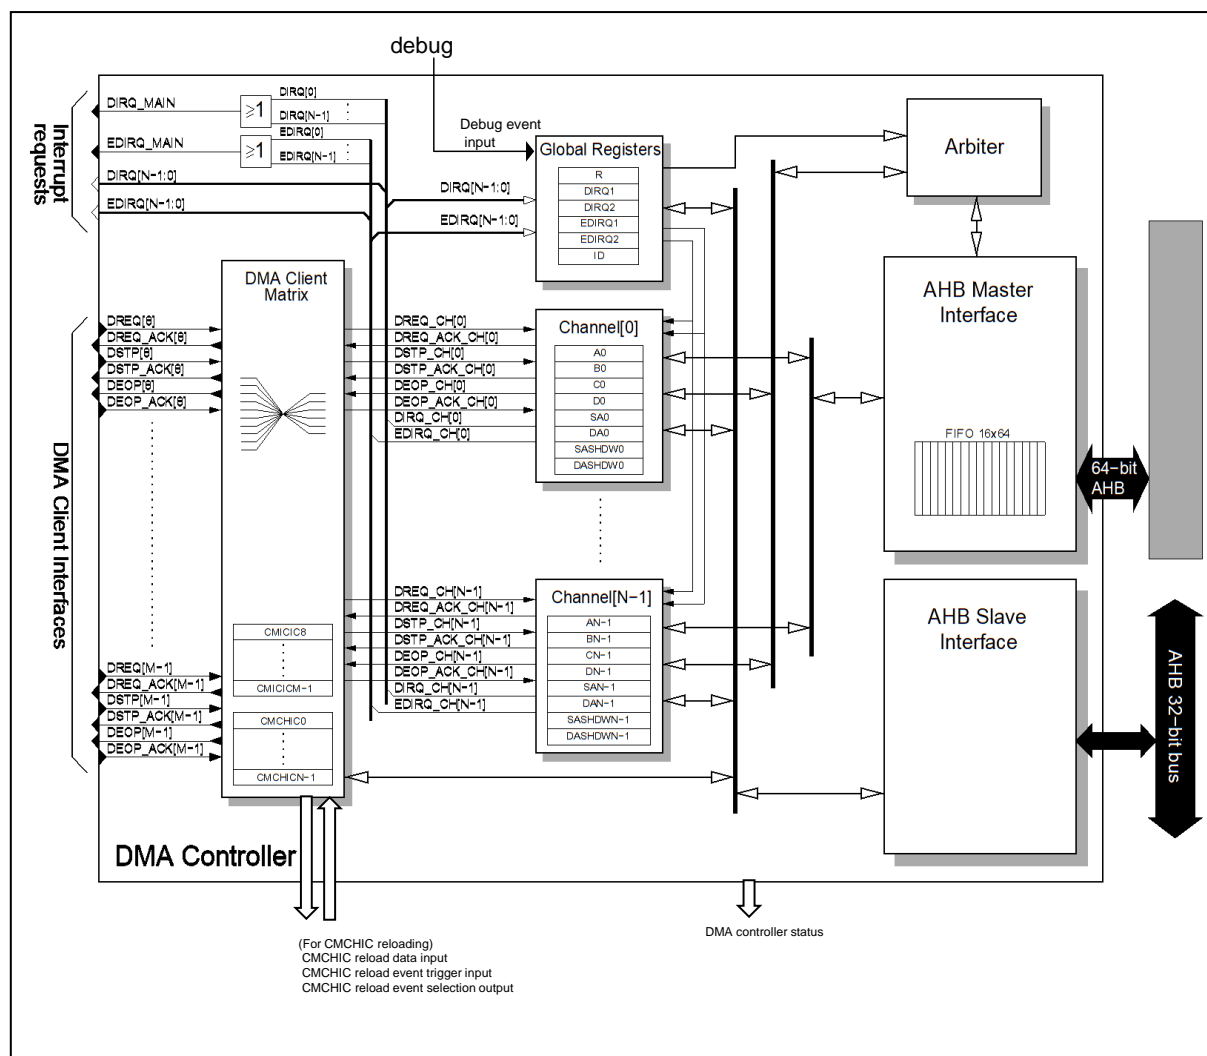 debug
Debug event
input
Interrupt
requests
DIRQ_MAIN
EDIRQ_MAIN
DIRQ[N-1:0]
EDIRQ[N-1:0]
≥1
≥1
DIRQ[0]
DIRQ[N-1]
EDIRQ[0]
EDIRQ[N-1]
DIRQ[N-1:0]
EDIRQ[N-1:0]
Global Registers
R
DIRQ1
DIRQ2
EDIRQ1
EDIRQ2
ID
Arbiter
DMA Client Interfaces
DREQ[8]
DREQ_ACK[8]
DSTP[8]
DSTP_ACK[8]
DEOP[8]
DEOP_ACK[8]
DREQ[M-1]
DREQ_ACK[M-1]
DSTP[M-1]
DSTP_ACK[M-1]
DEOP[M-1]
DEOP_ACK[M-1]
DMA Client
Matrix
CMICIC8
CMICICM-1
CMCHIC0
CMCHICN-1
DREQ_CH[0]
DREQ_ACK_CH[0]
DSTP_CH[0]
DSTP_ACK_CH[0]
DEOP_CH[0]
DEOP_ACK_CH[0]
DIRQ_CH[0]
EDIRQ_CH[0]
Channel[0]
A0
B0
C0
D0
SA0
DA0
SASHDW0
DASHDW0
DREQ_CH[N-1]
DREQ_ACK_CH[N-1]
DSTP_CH[N-1]
DSTP_ACK_CH[N-1]
DEOP_CH[N-1]
DEOP_ACK_CH[N-1]
DIRQ_CH[N-1]
EDIRQ_CH[N-1]
Channel[N-1]
AN-1
BN-1
CN-1
DN-1
SAN-1
DAN-1
SASHDWN-1
DASHDWN-1
AHB Master
Interface
FIFO 16x64
64-bit
AHB
AHB Slave
Interface
AHB 32-bit bus
DMA Controller
(For CMCHIC reloading)
CMCHIC reload data input
CMCHIC reload event trigger input
CMCHIC reload event selection output
DMA controller status